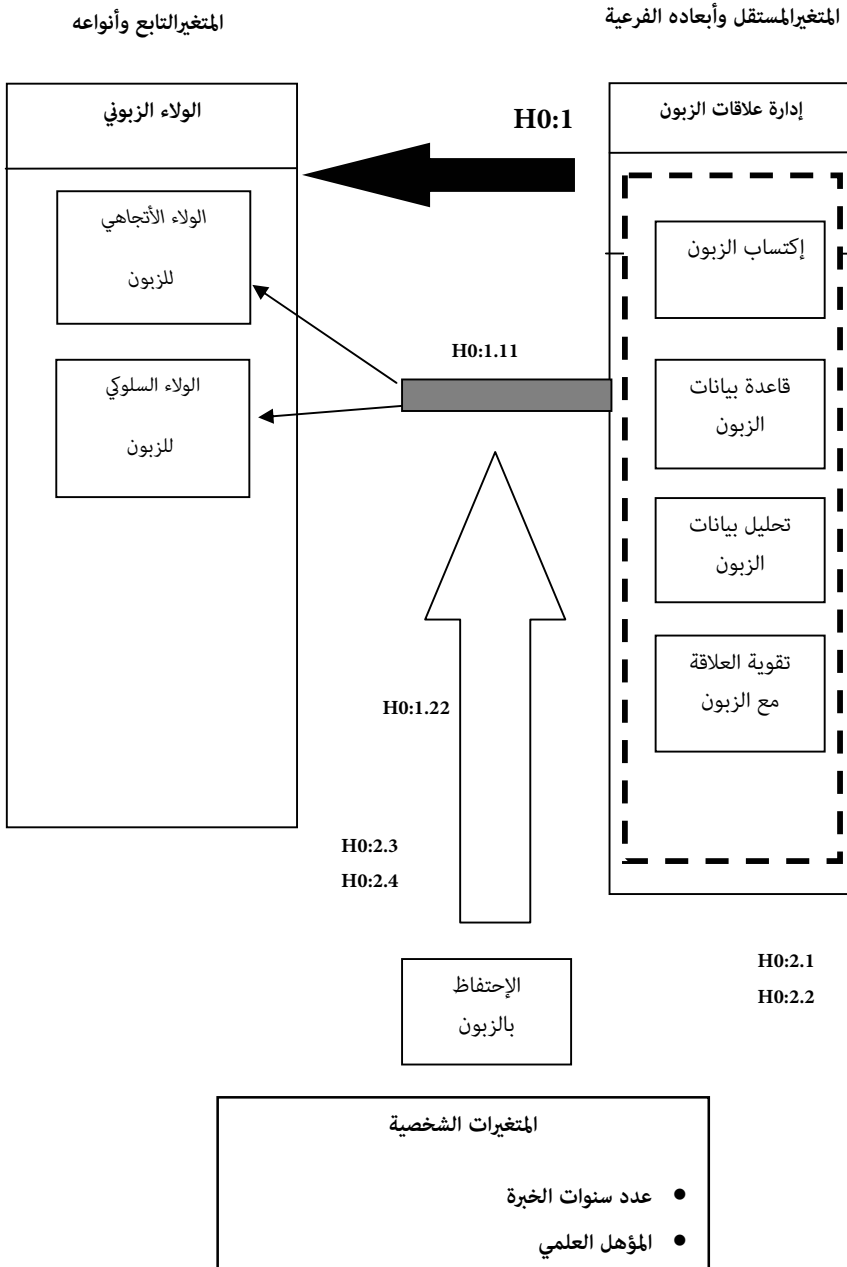 المتغيرالمستقل وأبعاده الفرعية
المتغيرالتابع وأنواعه
إدارة علاقات الزبون
H0:1
الولاء الزبوني
إكتساب الزبون
الولاء الأتجاهي
للزبون
H0:1.11
قاعدة بيانات
الزبون
الولاء السلوكي
للزبون
تحليل بيانات
الزبون
تقوية العلاقة
مع الزبون
H0:1.22
H0:2.3
H0:2.4
H0:2.1
H0:2.2
الإحتفاظ
بالزبون
المتغيرات الشخصية
● عدد سنوات الخبرة
● المؤهل العلمي